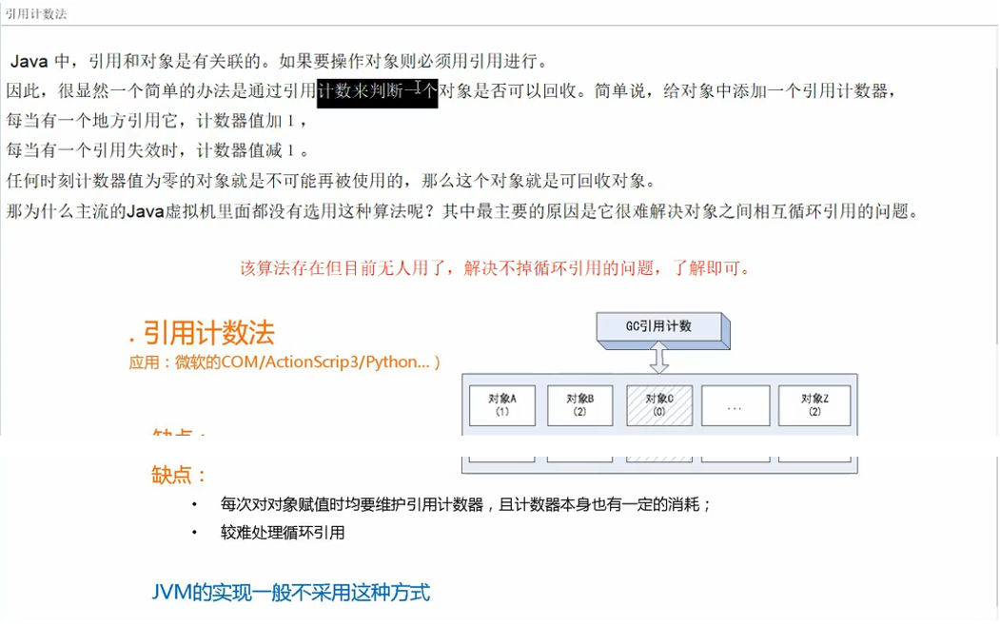 引用计数法
Java 中，引用和对象是有关联的。如果要操作对象则必须用引用进行。
因此，很显然一个简单的办法是通过引用计数来判断一个对象是否可以回收。简单说，给对象中添加一个引用计数器，
每当有一个地方引用它，计数器值加1，
每当有一个引用失效时，计数器值减1。
任何时刻计数器值为零的对象就是不可能再被使用的，那么这个对象就是可回收对象。
那为什么主流的Java虚拟机里面都没有选用这种算法呢？其中最主要的原因是它很难解决对象之间相互循环引用的问题。
该算法存在但目前无人用了，解决不掉循环引用的问题，了解即可。
. 引用计数法
应用：微软的COM/ActionScrip3/Python...）
GC引用计数
对象A
(1)
对象B
(2)
对象C
(0)
...
对象Z
(2)
缺点：
缺点：
• 每次对对象赋值时均要维护引用计数器，且计数器本身也有一定的消耗；
• 较难处理循环引用
JVM的实现一般不采用这种方式